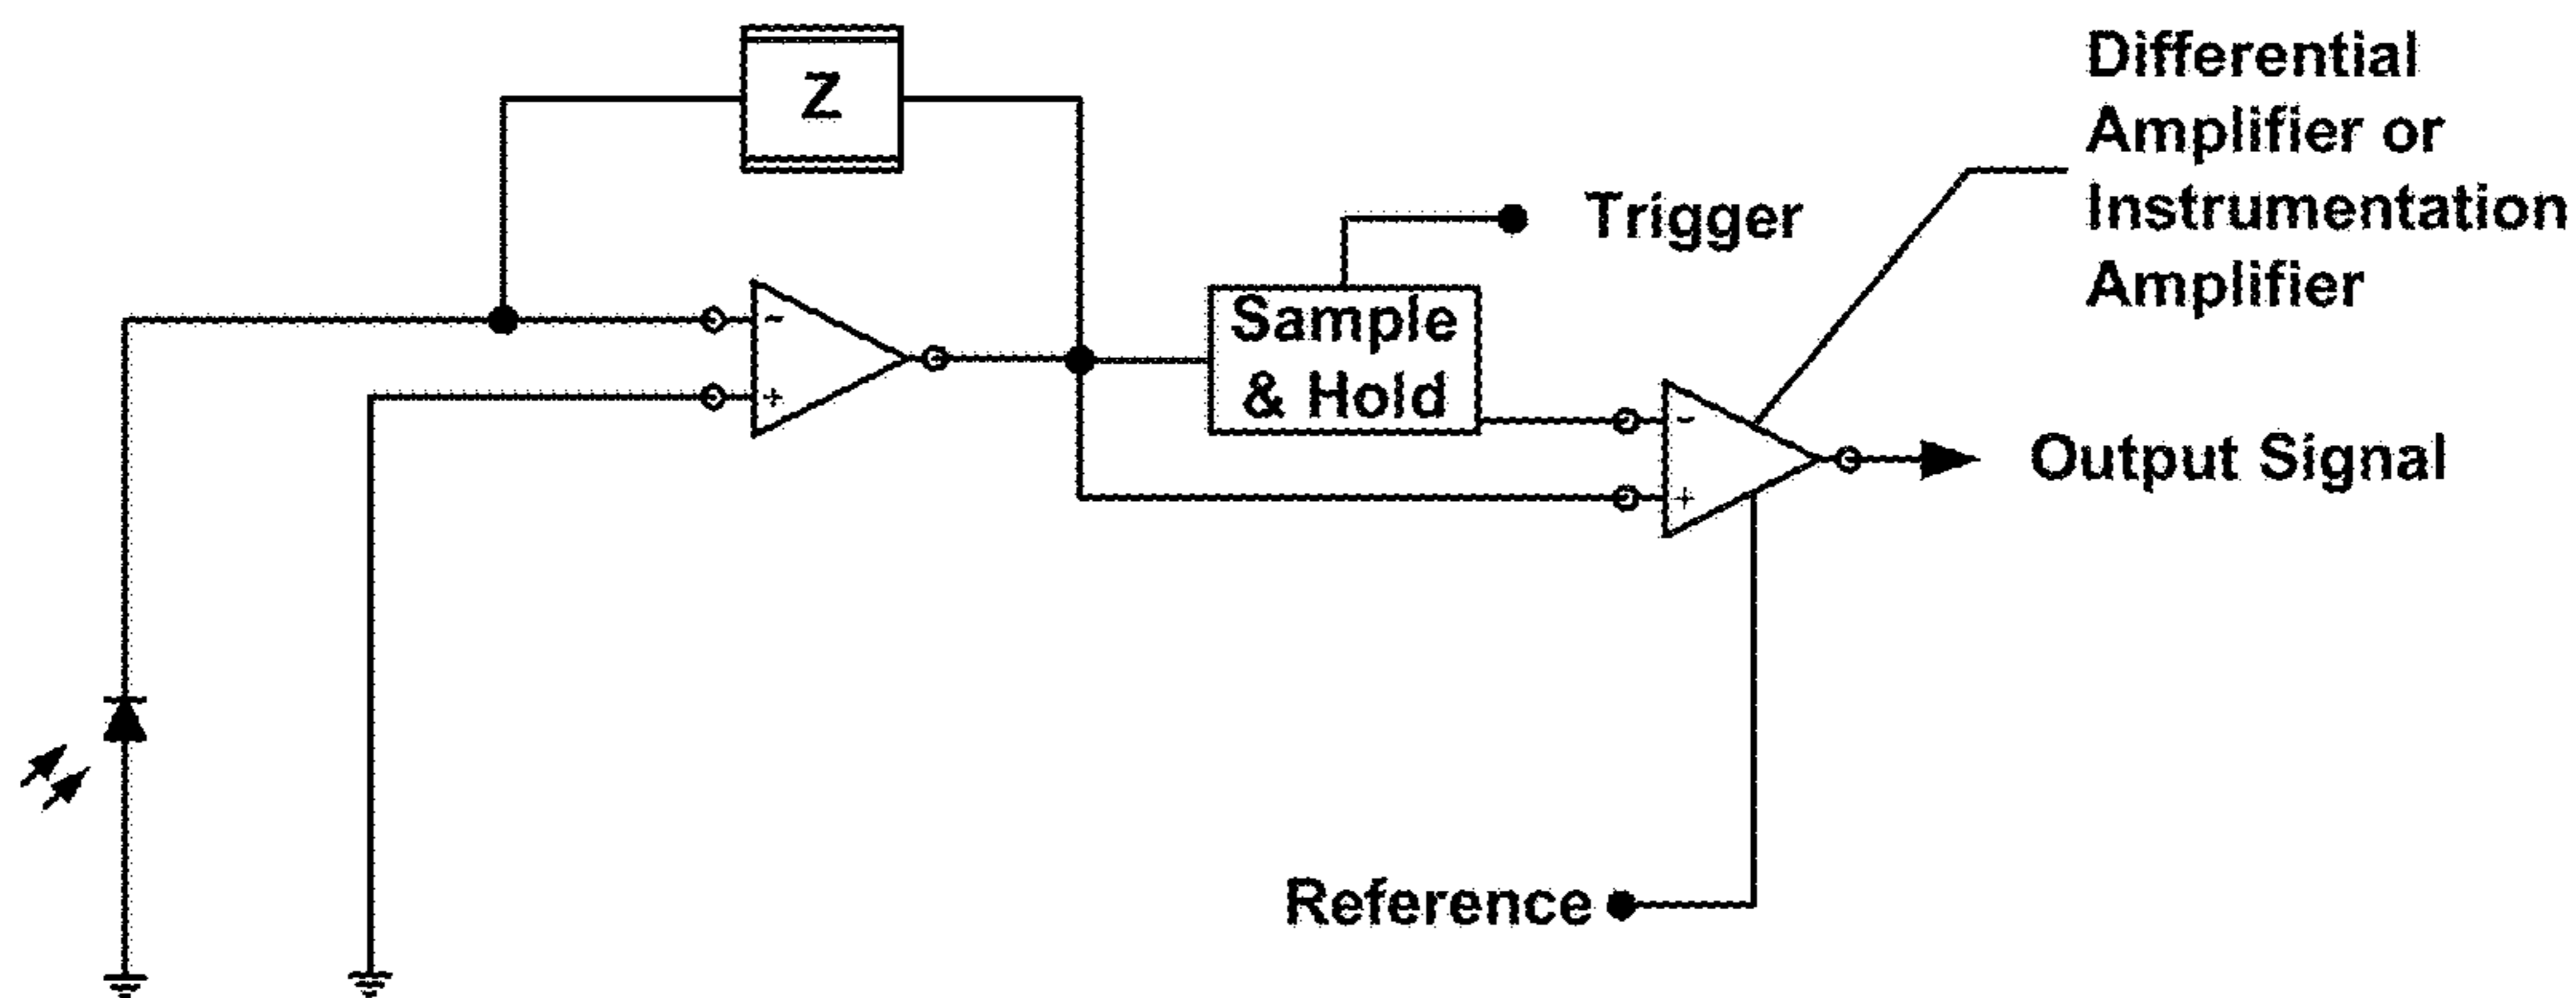 Z
Differential
Amplifier or
Instrumentation
Amplifier
Trigger
Sample
& Hold
-
+
-
+
Output Signal
Reference